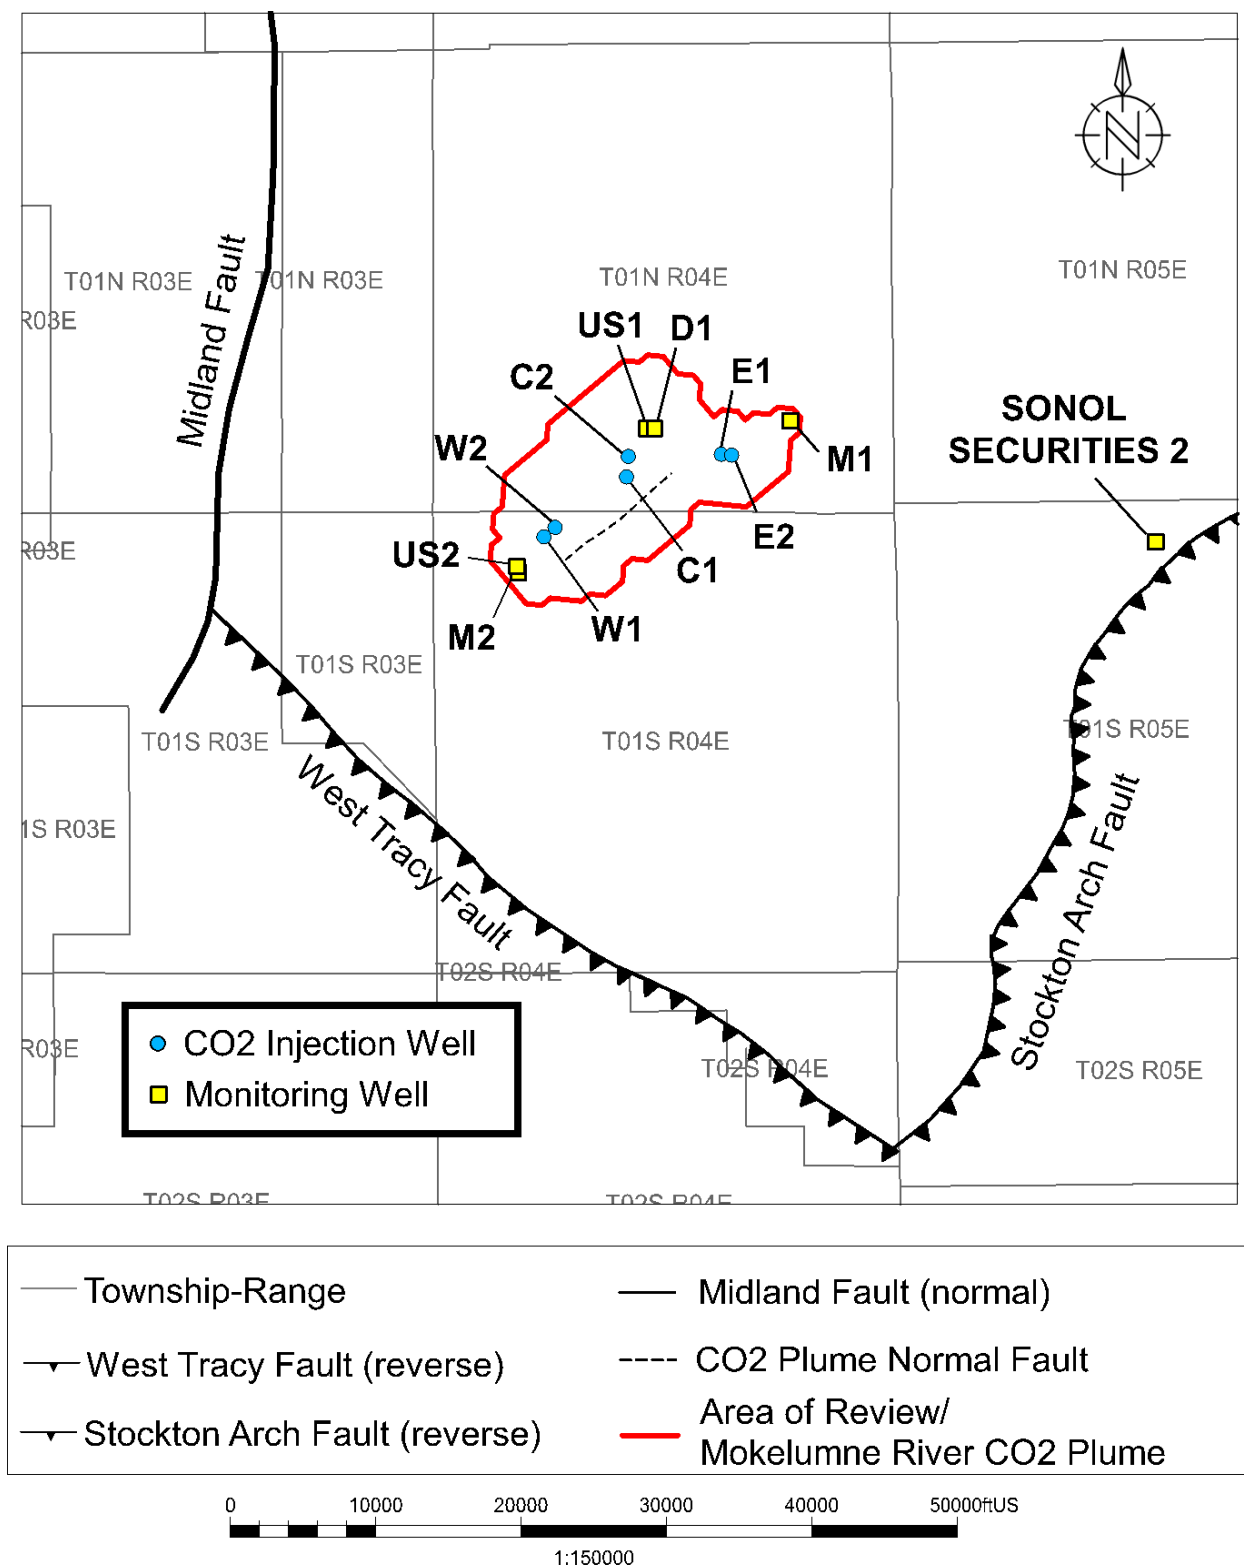 N
T01N R03E
T01N R03E
T01N R04E
T01N R05E
R03E
Midland Fault
US1
D1
C2
E1
SONOL
SECURITIES 2
W2
M1
E2
R03E
US2
C1
M2
W1
T01S R03E
T01S R03E
T01S R04E
T01S R05E
West Tracy Fault
1S R03E
Stockton Arch Fault
T02S R04E
CO2 Injection Well
Monitoring Well
R03E
T02S R04E
T02S R05E
T02S R03E
T02S R04E
Township-Range
Midland Fault (normal)
West Tracy Fault (reverse)
CO2 Plume Normal Fault
Stockton Arch Fault (reverse)
Area of Review/
Mokelumne River CO2 Plume
0 10000 20000 30000 40000 50000ftUS
1:150000